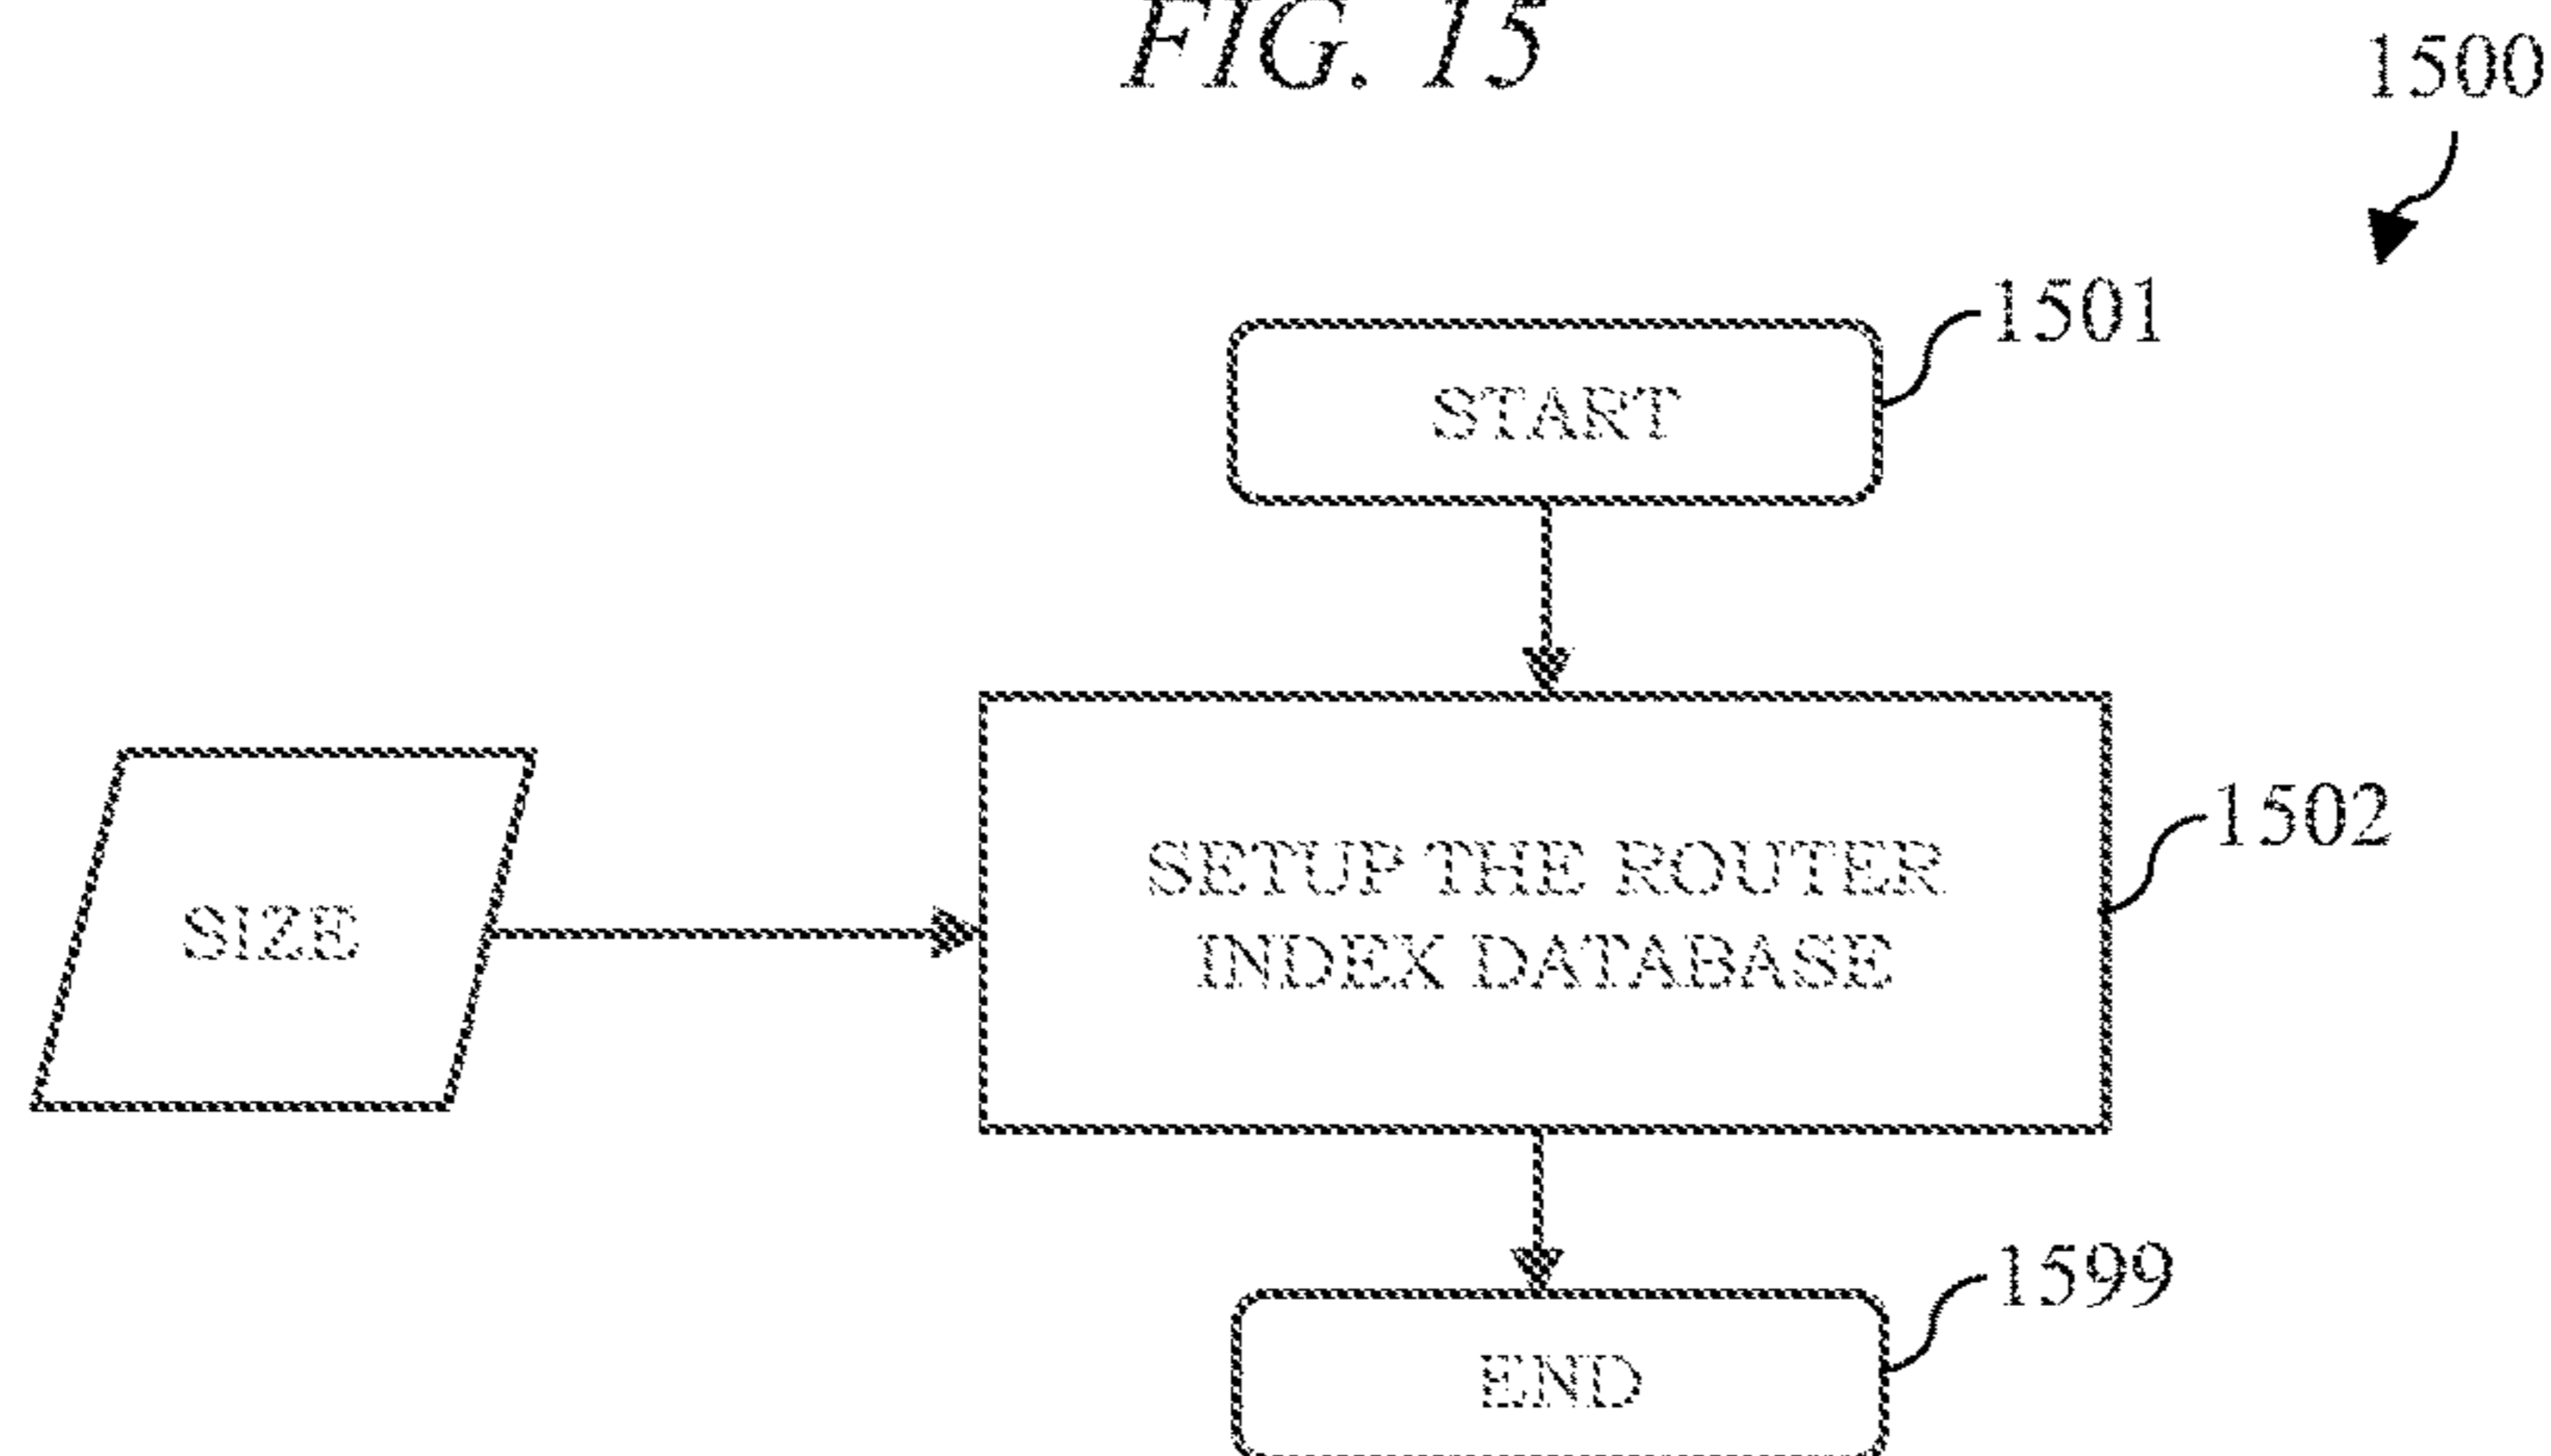 FIG. 15
1500
1501
START
SETUP THE ROUTER
INDEX DATABASE
1502
SIZE
1599
END